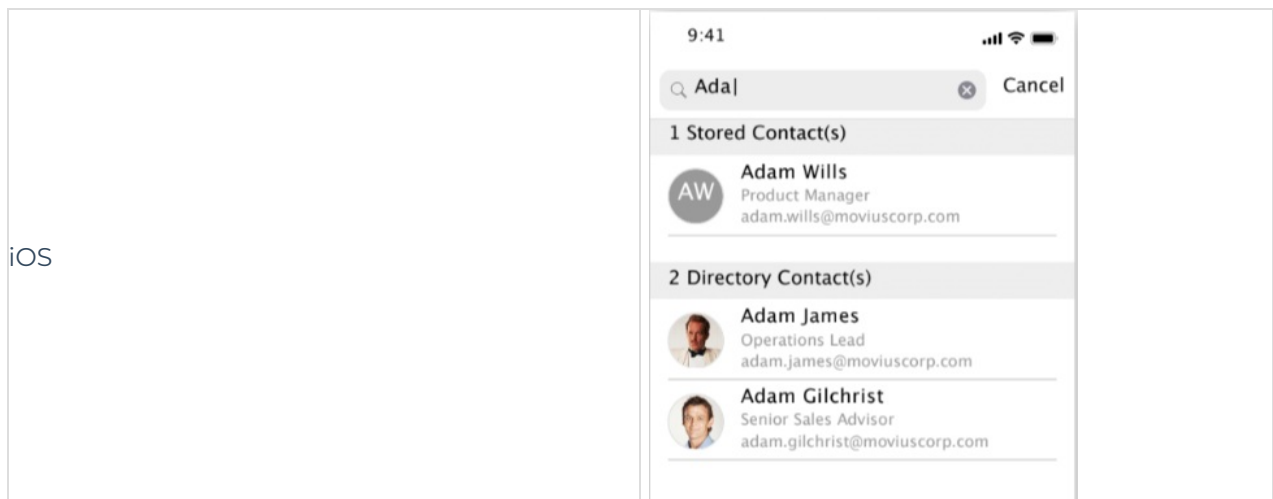 iOS
9:41
Ada
Cancel
1 Stored Contact(s)
AW
Adam Wills
Product Manager
adam.wills@moviuscorp.com
2 Directory Contact(s)
Adam James
Operations Lead
adam.james@moviuscorp.com
Adam Gilchrist
Senior Sales Advisor
adam.gilchrist@moviuscorp.com